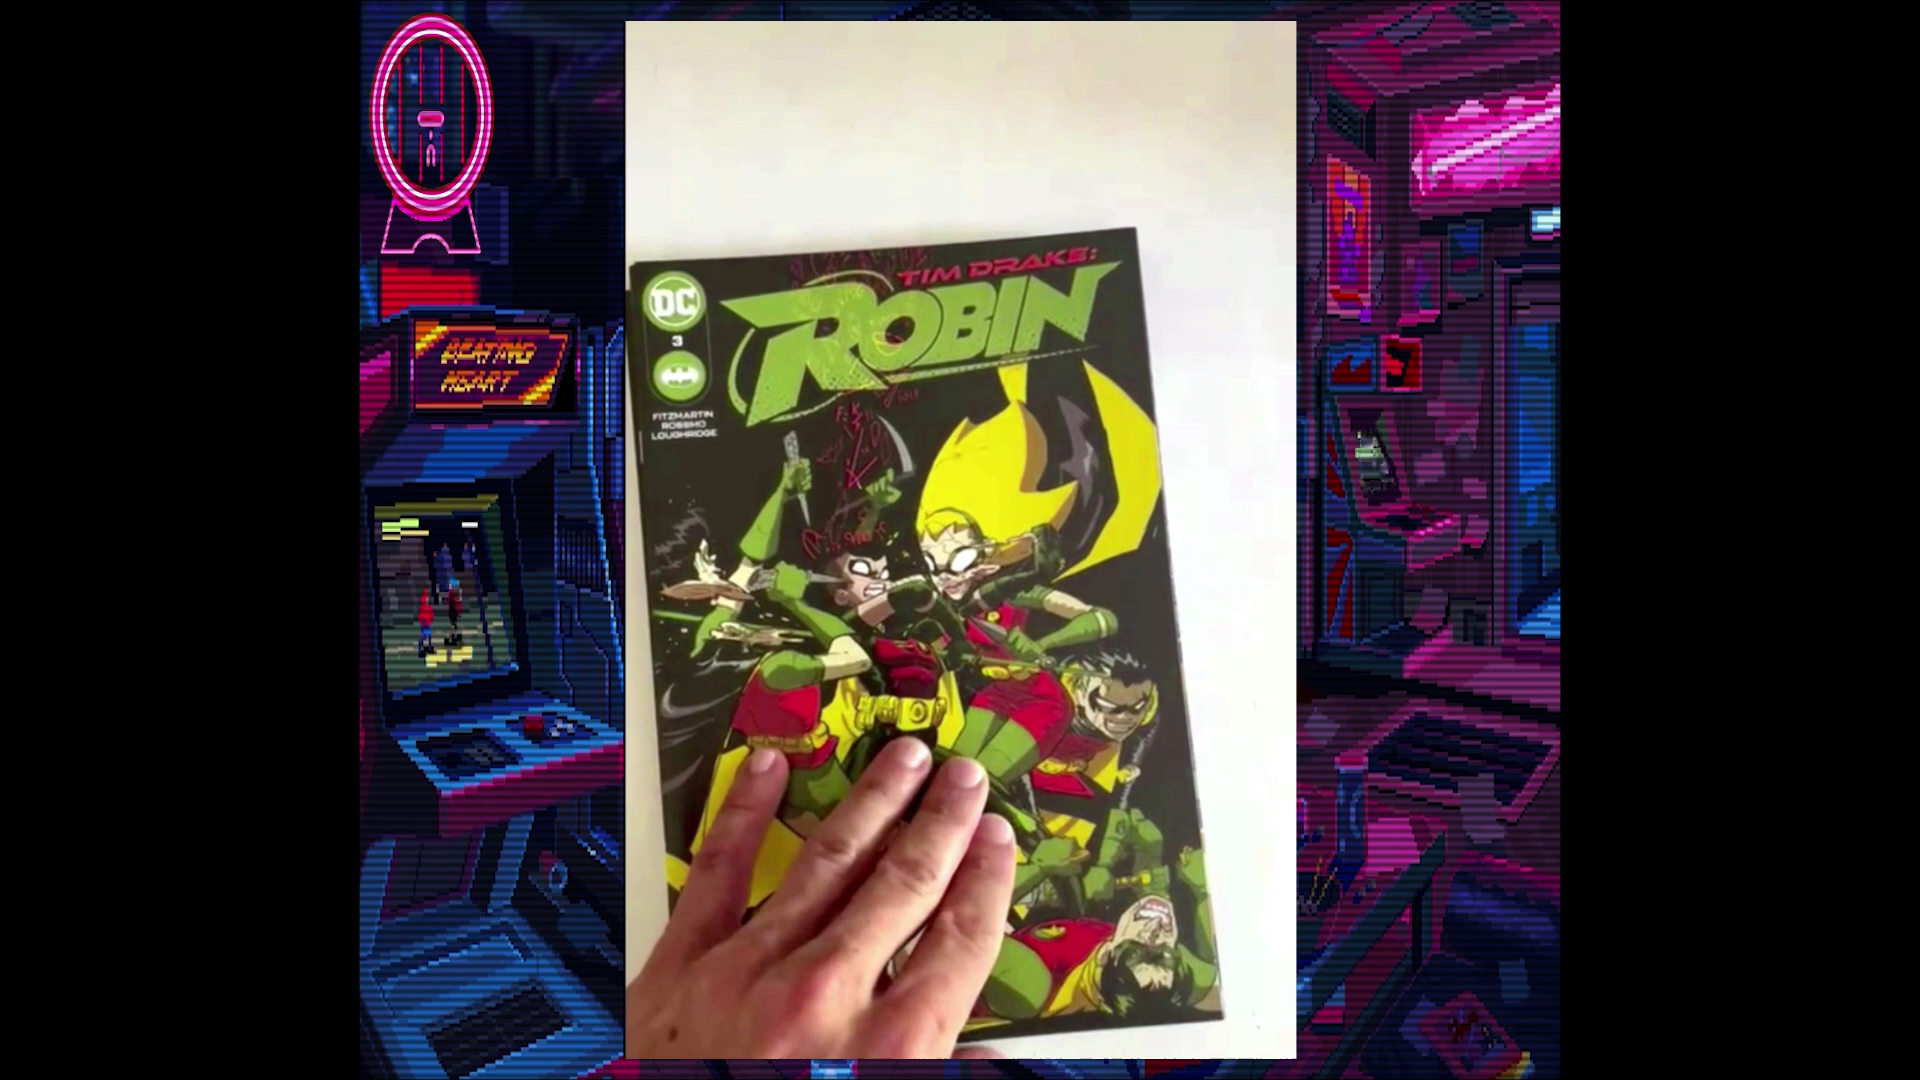 TIM DRAKE:
ROBIN
DC
3
FITZMARTIN
ROSSMO
LOUGHRIDGE
BEATING
HEART